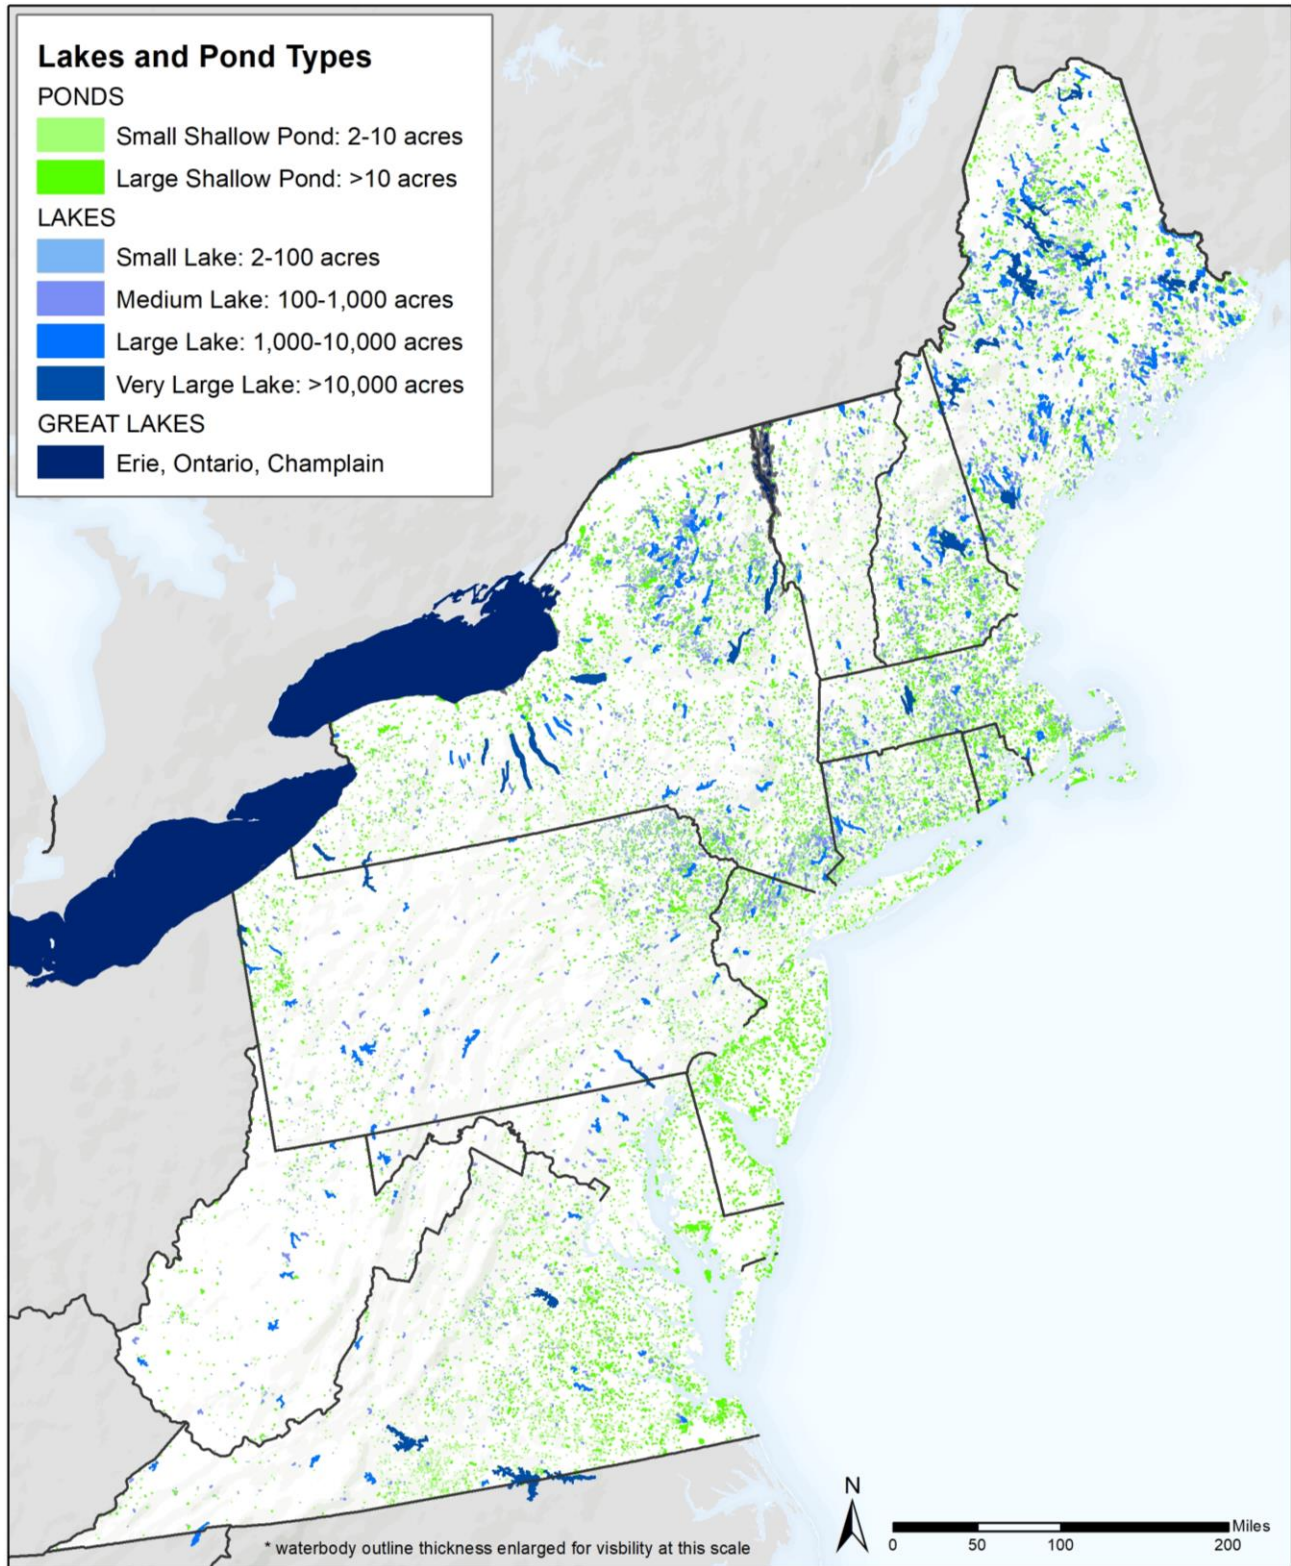 Lakes and Pond Types
PONDS
Small Shallow Pond: 2-10 acres
Large Shallow Pond: >10 acres
LAKES
Small Lake: 2-100 acres
Medium Lake: 100-1,000 acres
Large Lake: 1,000-10,000 acres
Very Large Lake: >10,000 acres
GREAT LAKES
Erie, Ontario, Champlain
N
Miles
0 50 100 200
* waterbody outline thickness enlarged for visbility at this scale